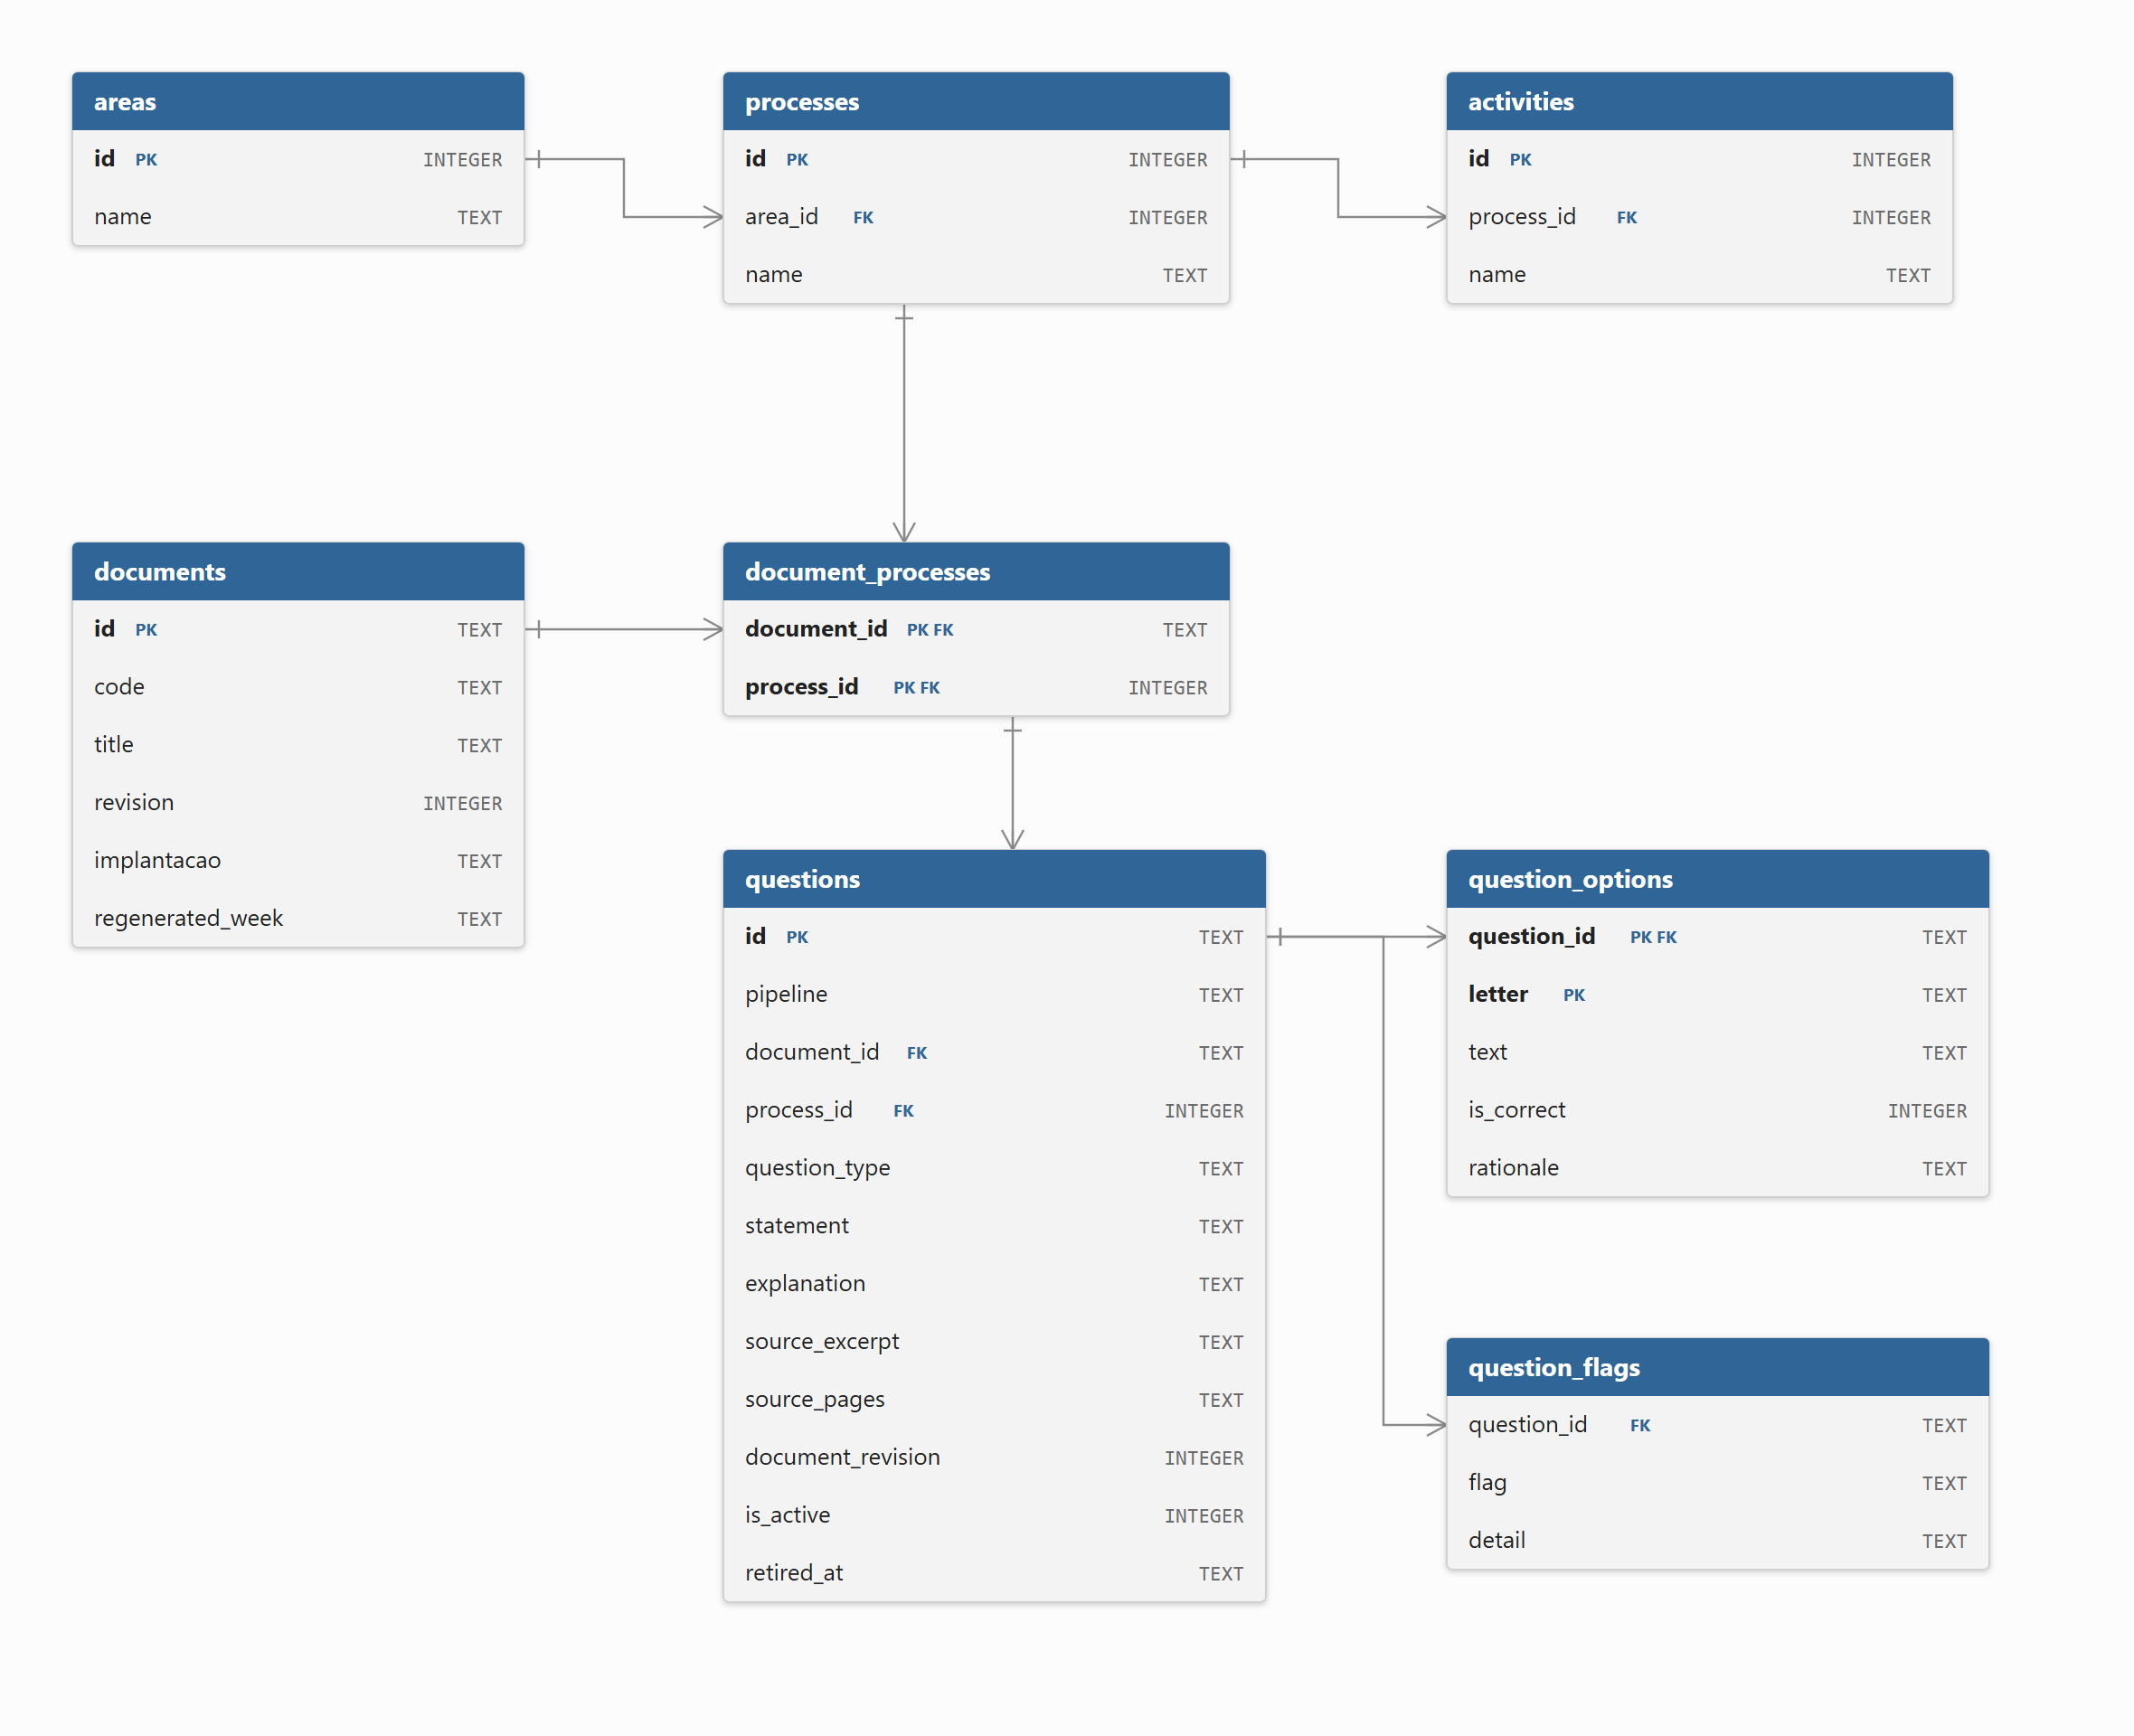 areas
id PK INTEGER
name TEXT
processes
id PK INTEGER
area_id FK INTEGER
name TEXT
activities
id PK INTEGER
process_id FK INTEGER
name TEXT
documents
id PK TEXT
code TEXT
title TEXT
revision INTEGER
implantacao TEXT
regenerated_week TEXT
document_processes
document_id PK FK TEXT
process_id PK FK INTEGER
questions
id PK TEXT
pipeline TEXT
document_id FK TEXT
process_id FK INTEGER
question_type TEXT
statement TEXT
explanation TEXT
source_excerpt TEXT
source_pages TEXT
document_revision INTEGER
is_active INTEGER
retired_at TEXT
question_options
question_id PK FK TEXT
letter PK TEXT
text TEXT
is_correct INTEGER
rationale TEXT
question_flags
question_id FK TEXT
flag TEXT
detail TEXT